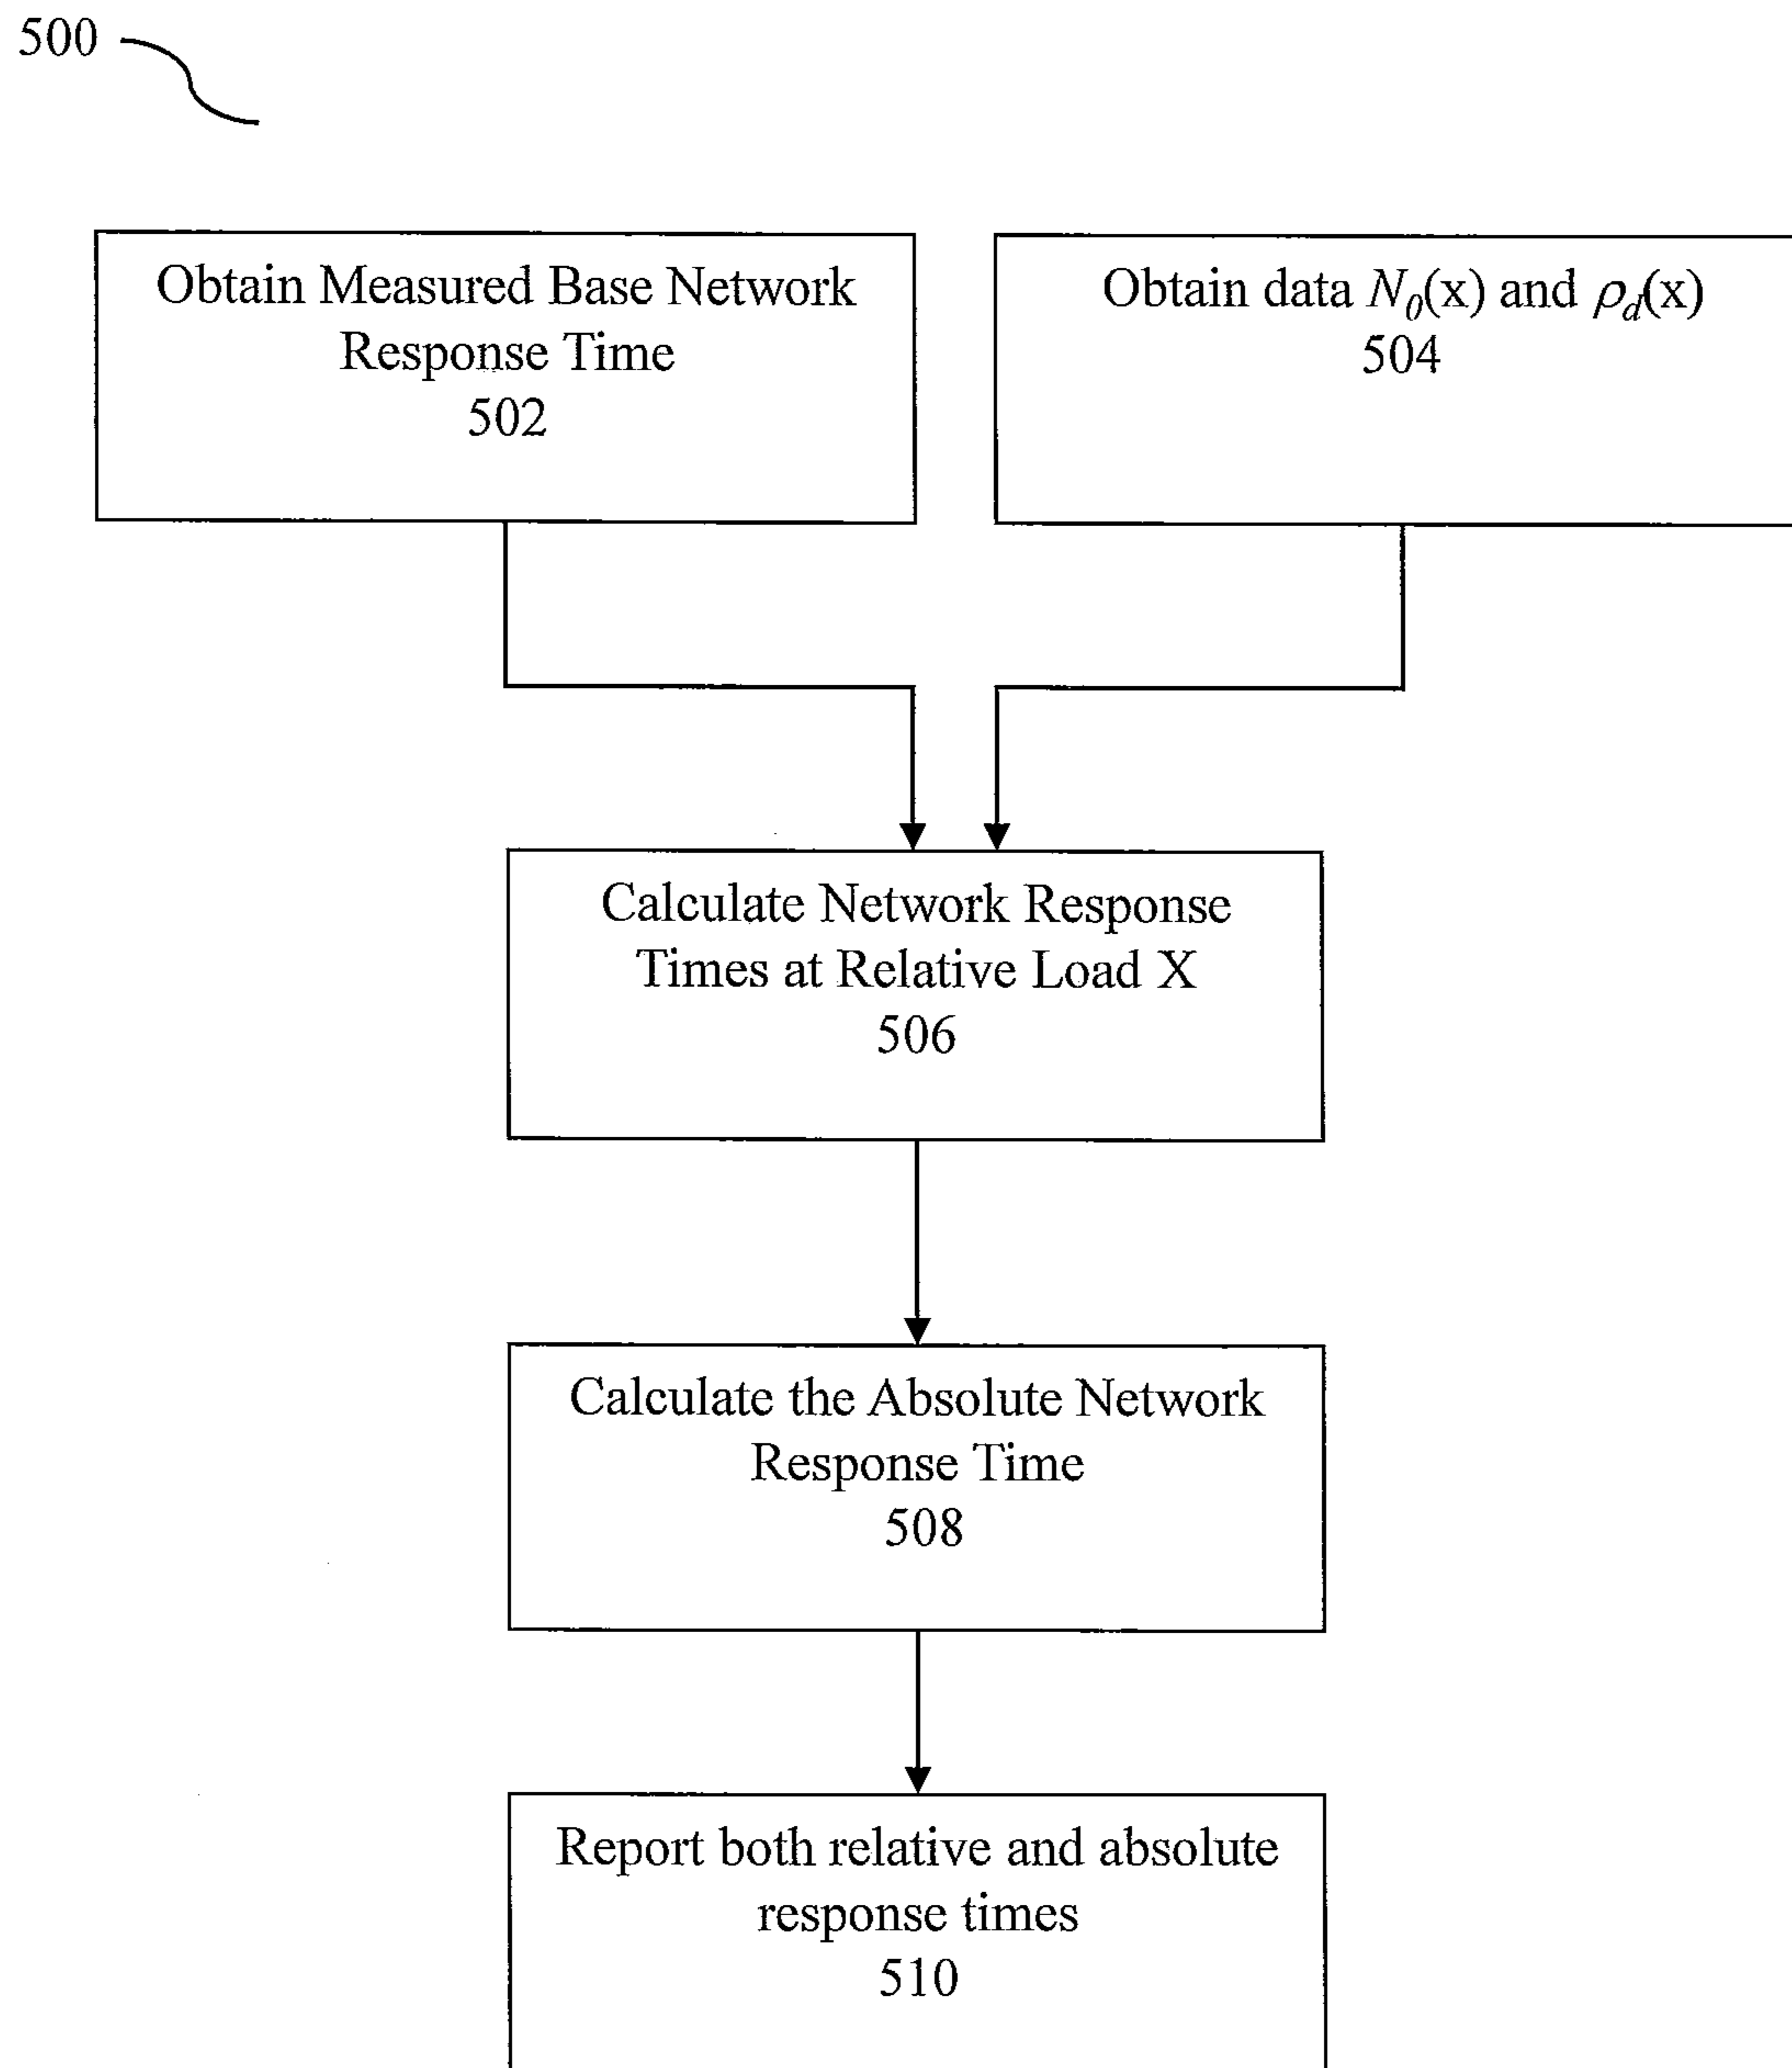 500
Obtain Measured Base Network
Response Time
502
Obtain data N₀(x) and ρ_d(x)
504
Calculate Network Response
Times at Relative Load X
506
Calculate the Absolute Network
Response Time
508
Report both relative and absolute
response times
510